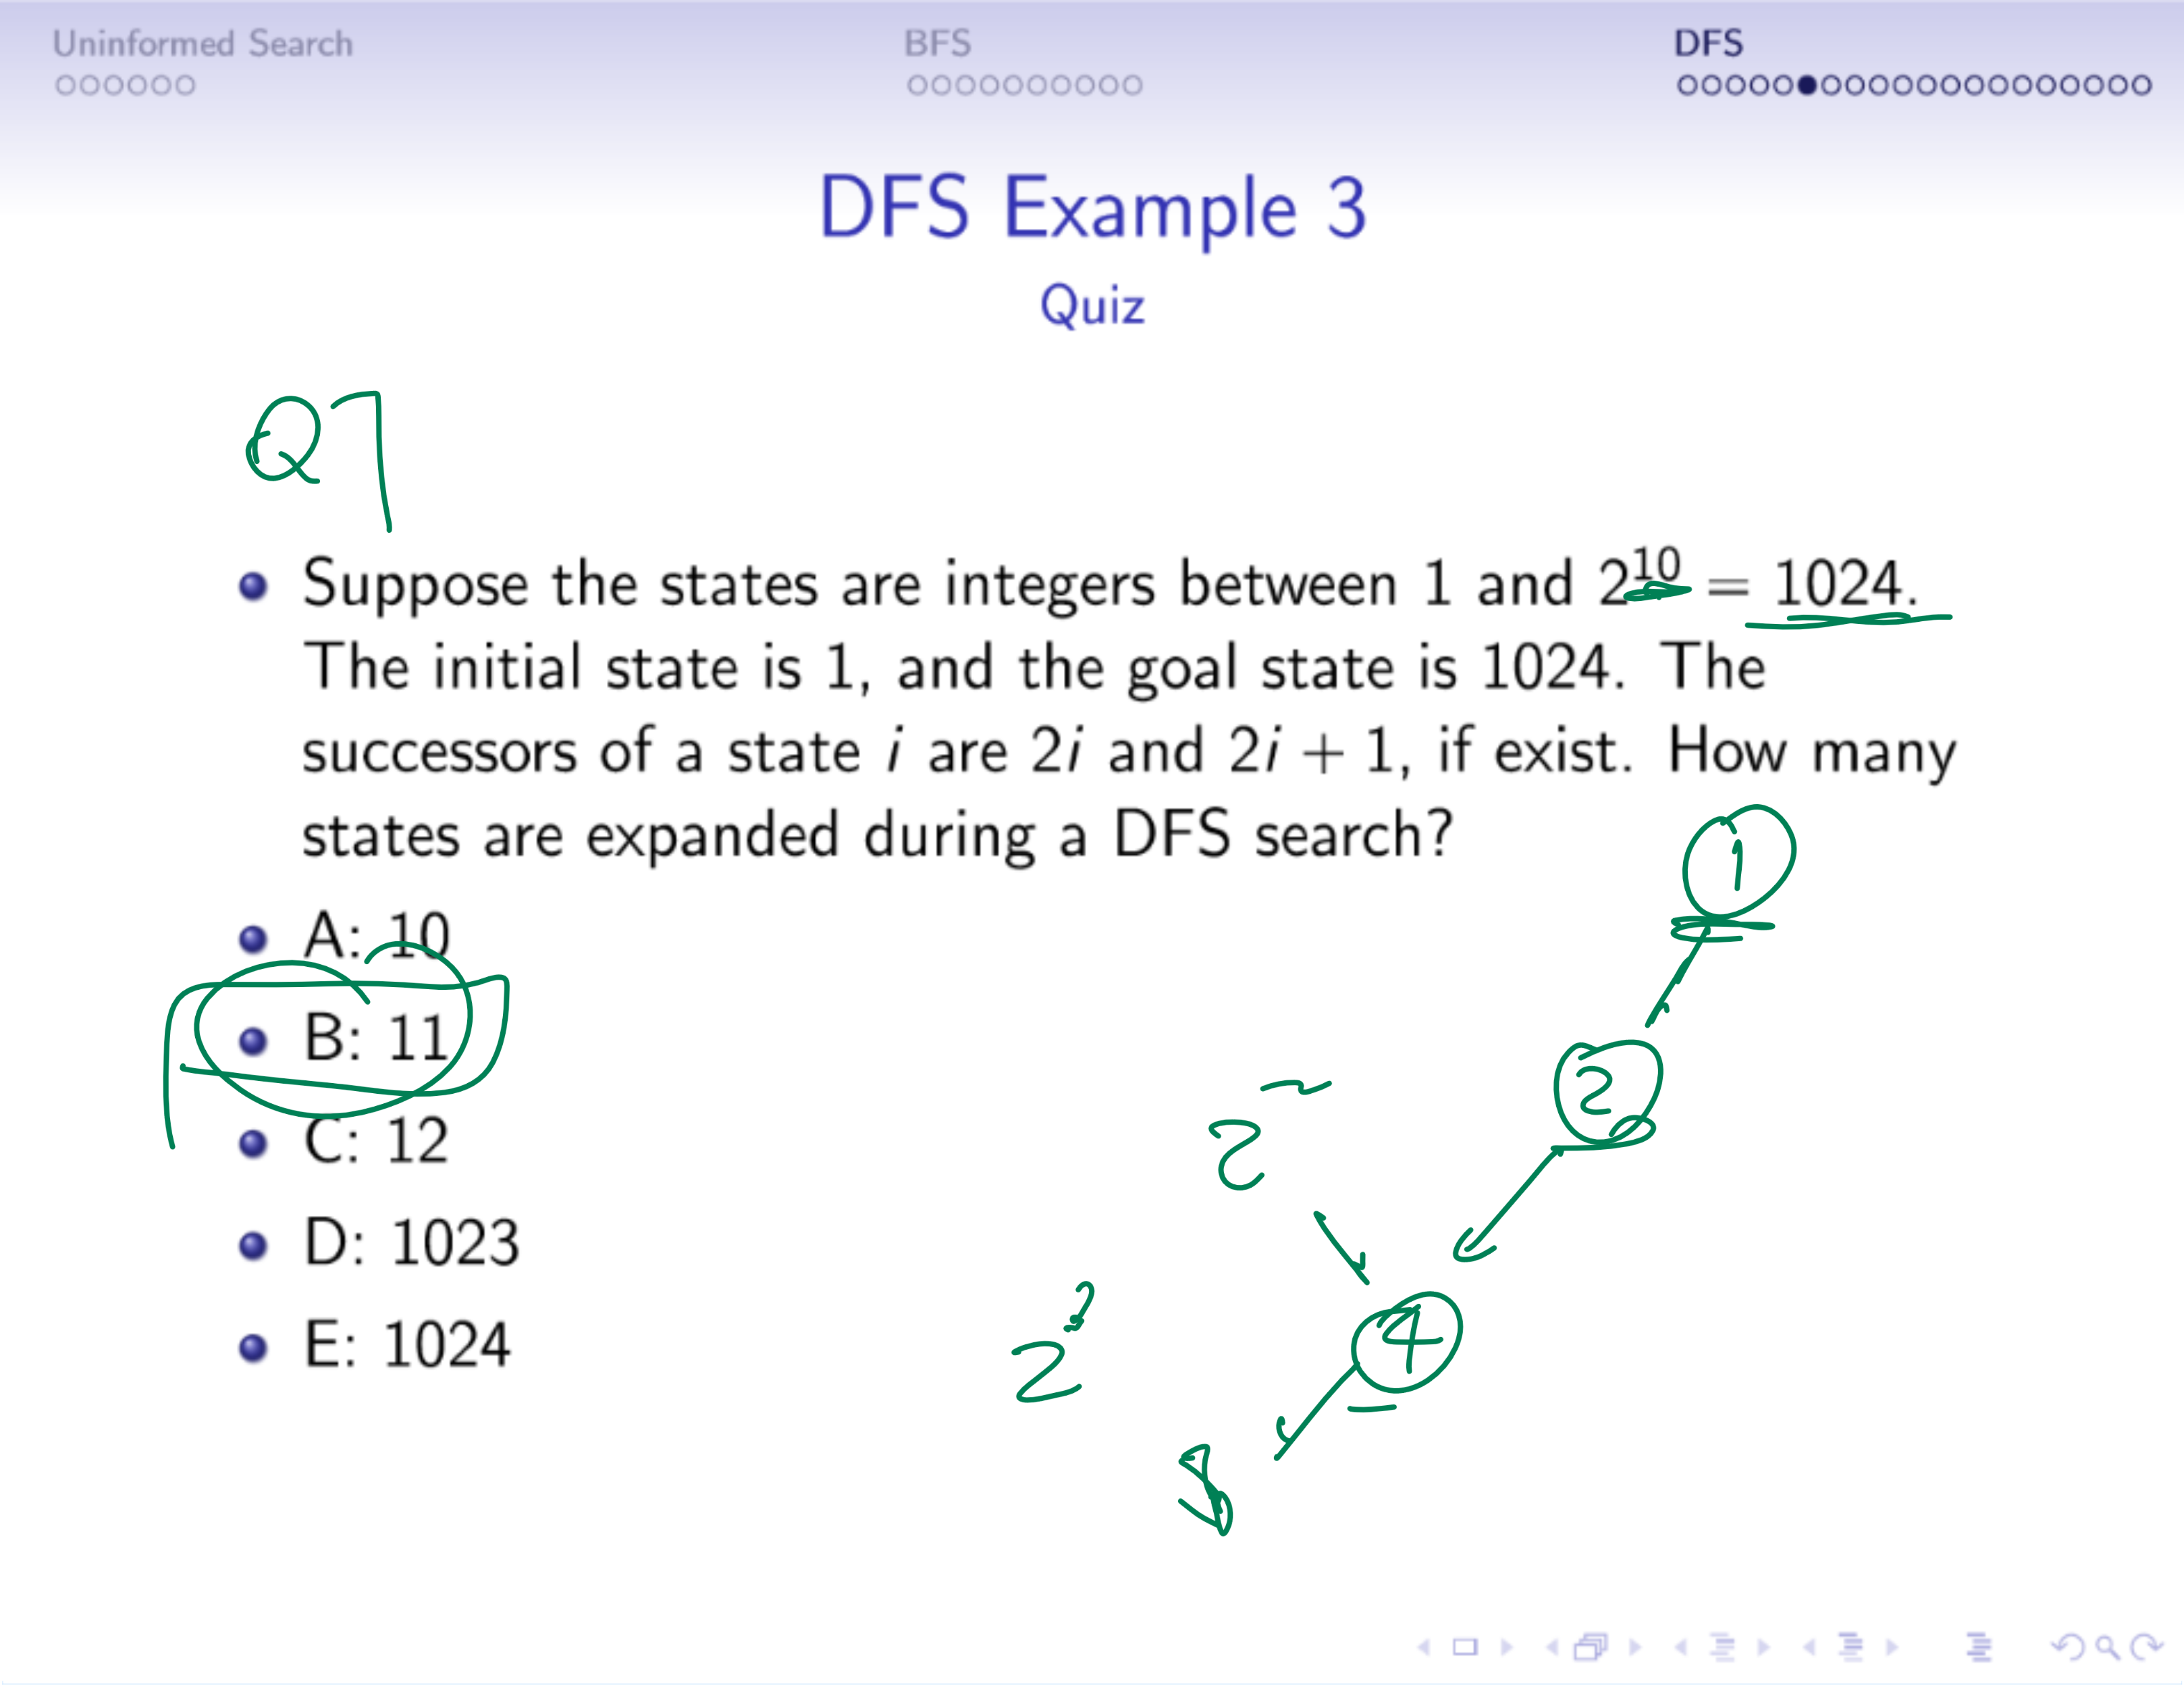 Uninformed Search BFS DFS
DFS Example 3
Quiz
Q7
Suppose the states are integers between 1 and 2^10 = 1024.
The initial state is 1, and the goal state is 1024. The
successors of a state i are 2i and 2i + 1, if exist. How many
states are expanded during a DFS search?
1
A: 10
B: 11
2
C: 12
2
D: 1023
4
E: 1024
2
8